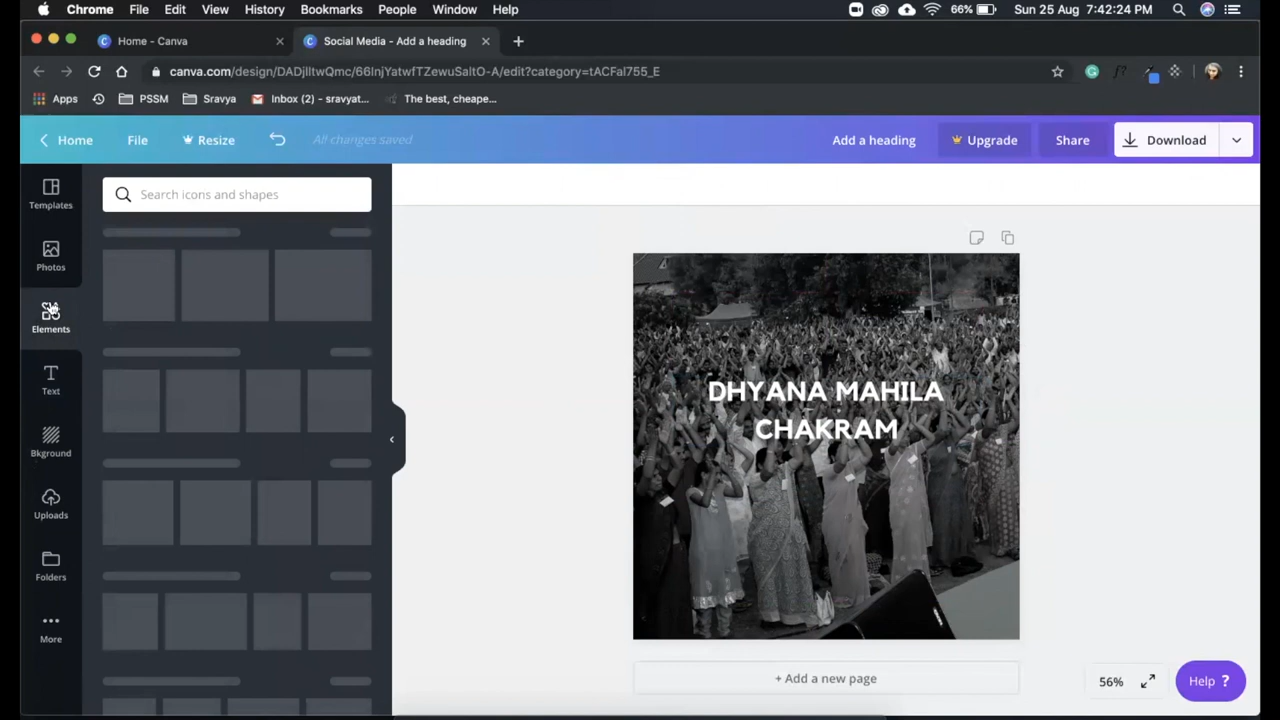 Chrome File Edit View History Bookmarks People Window Help 66% Sun 25 Aug 7:42:24 PM
Home - Canva Social Media - Add a heading
canva.com/design/DADjlltwQmc/66lnjYatwfTZewuSaltO-A/edit?category=tACFal755_E
Apps PSSM Sravya Inbox (2) - sravyat... The best, cheape...
Home File Resize All changes saved Add a heading Upgrade Share Download
Templates
Search icons and shapes
Photos
Elements
Text
Bkground
Uploads
Folders
More
DHYANA MAHILA
CHAKRAM
+ Add a new page
56%
Help ?